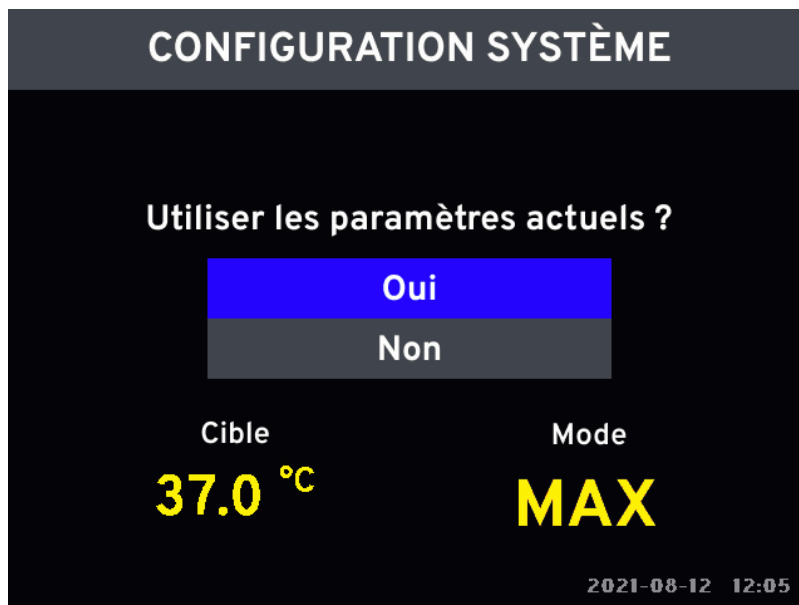 CONFIGURATION SYSTÈME
Utiliser les paramètres actuels ?
Oui
Non
Cible Mode
37.0 °C MAX
2021-08-12 12:05